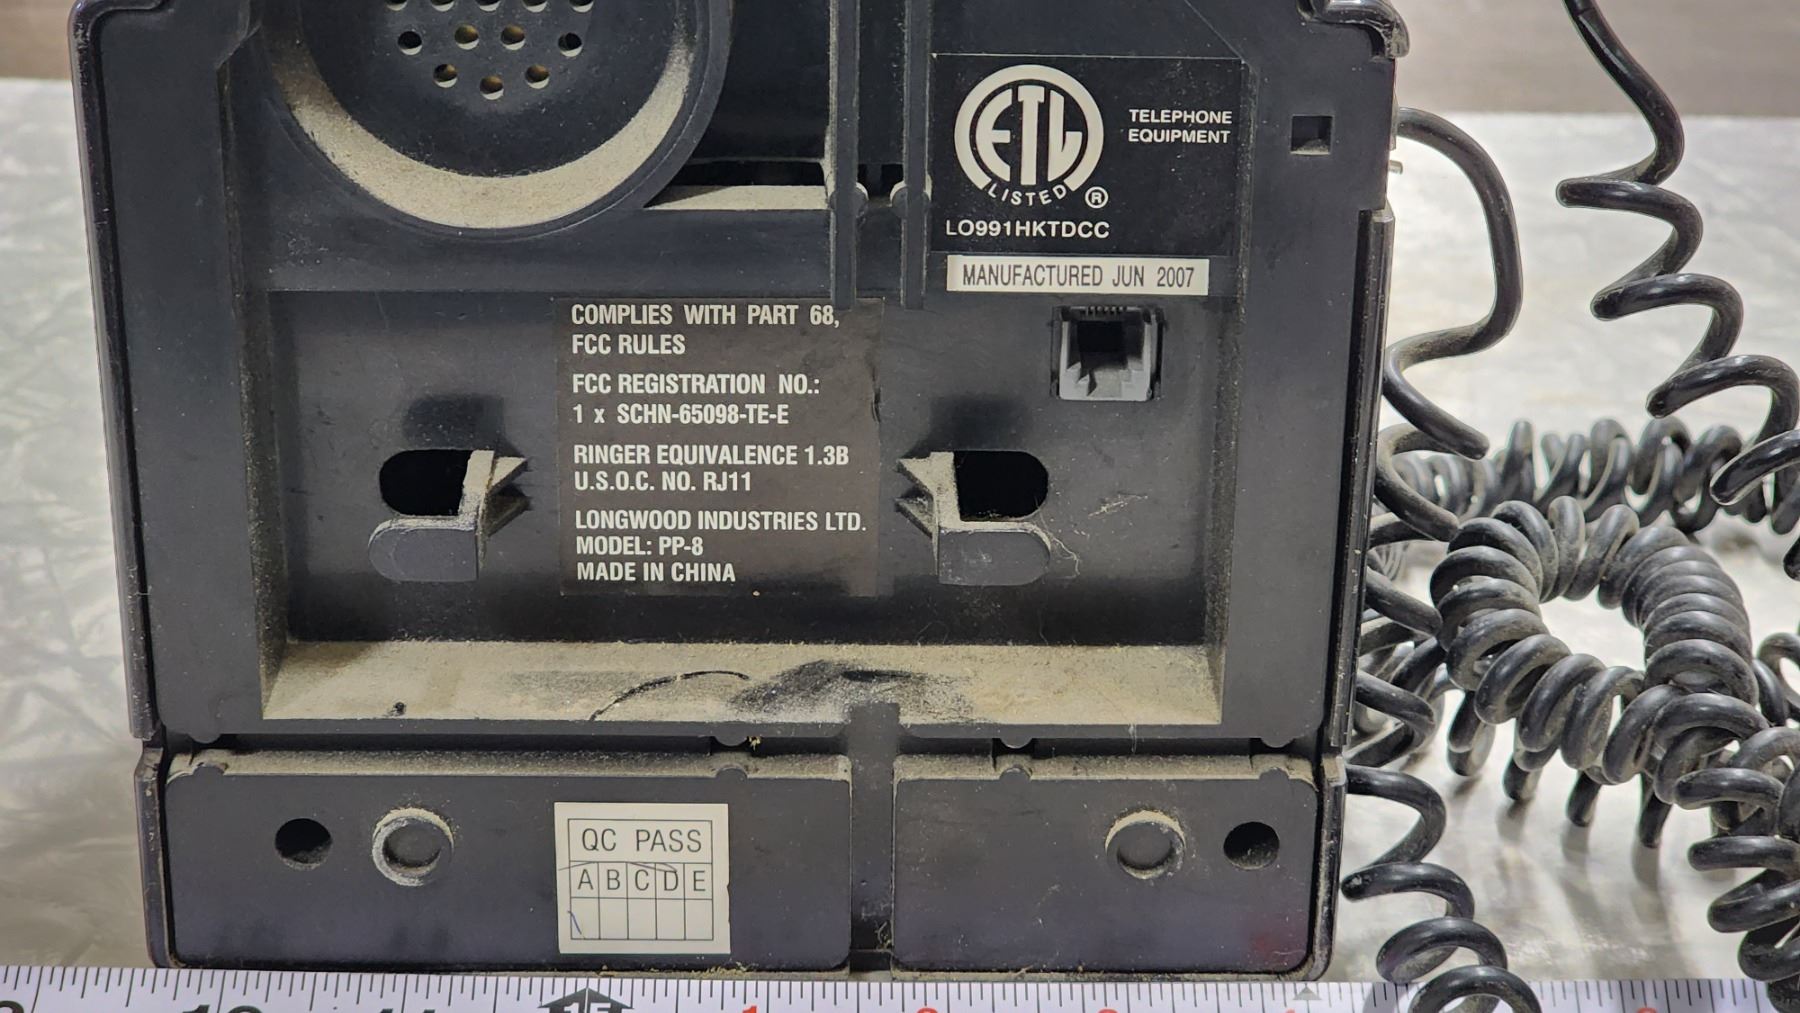 ETL
LISTED
®
TELEPHONE
EQUIPMENT
LO991HKTDCC
MANUFACTURED JUN 2007
COMPLIES WITH PART 68,
FCC RULES
FCC REGISTRATION NO.:
1 x SCHN-65098-TE-E
RINGER EQUIVALENCE 1.3B
U.S.O.C. NO. RJ11
LONGWOOD INDUSTRIES LTD.
MODEL: PP-8
MADE IN CHINA
QC PASS
A B C D E